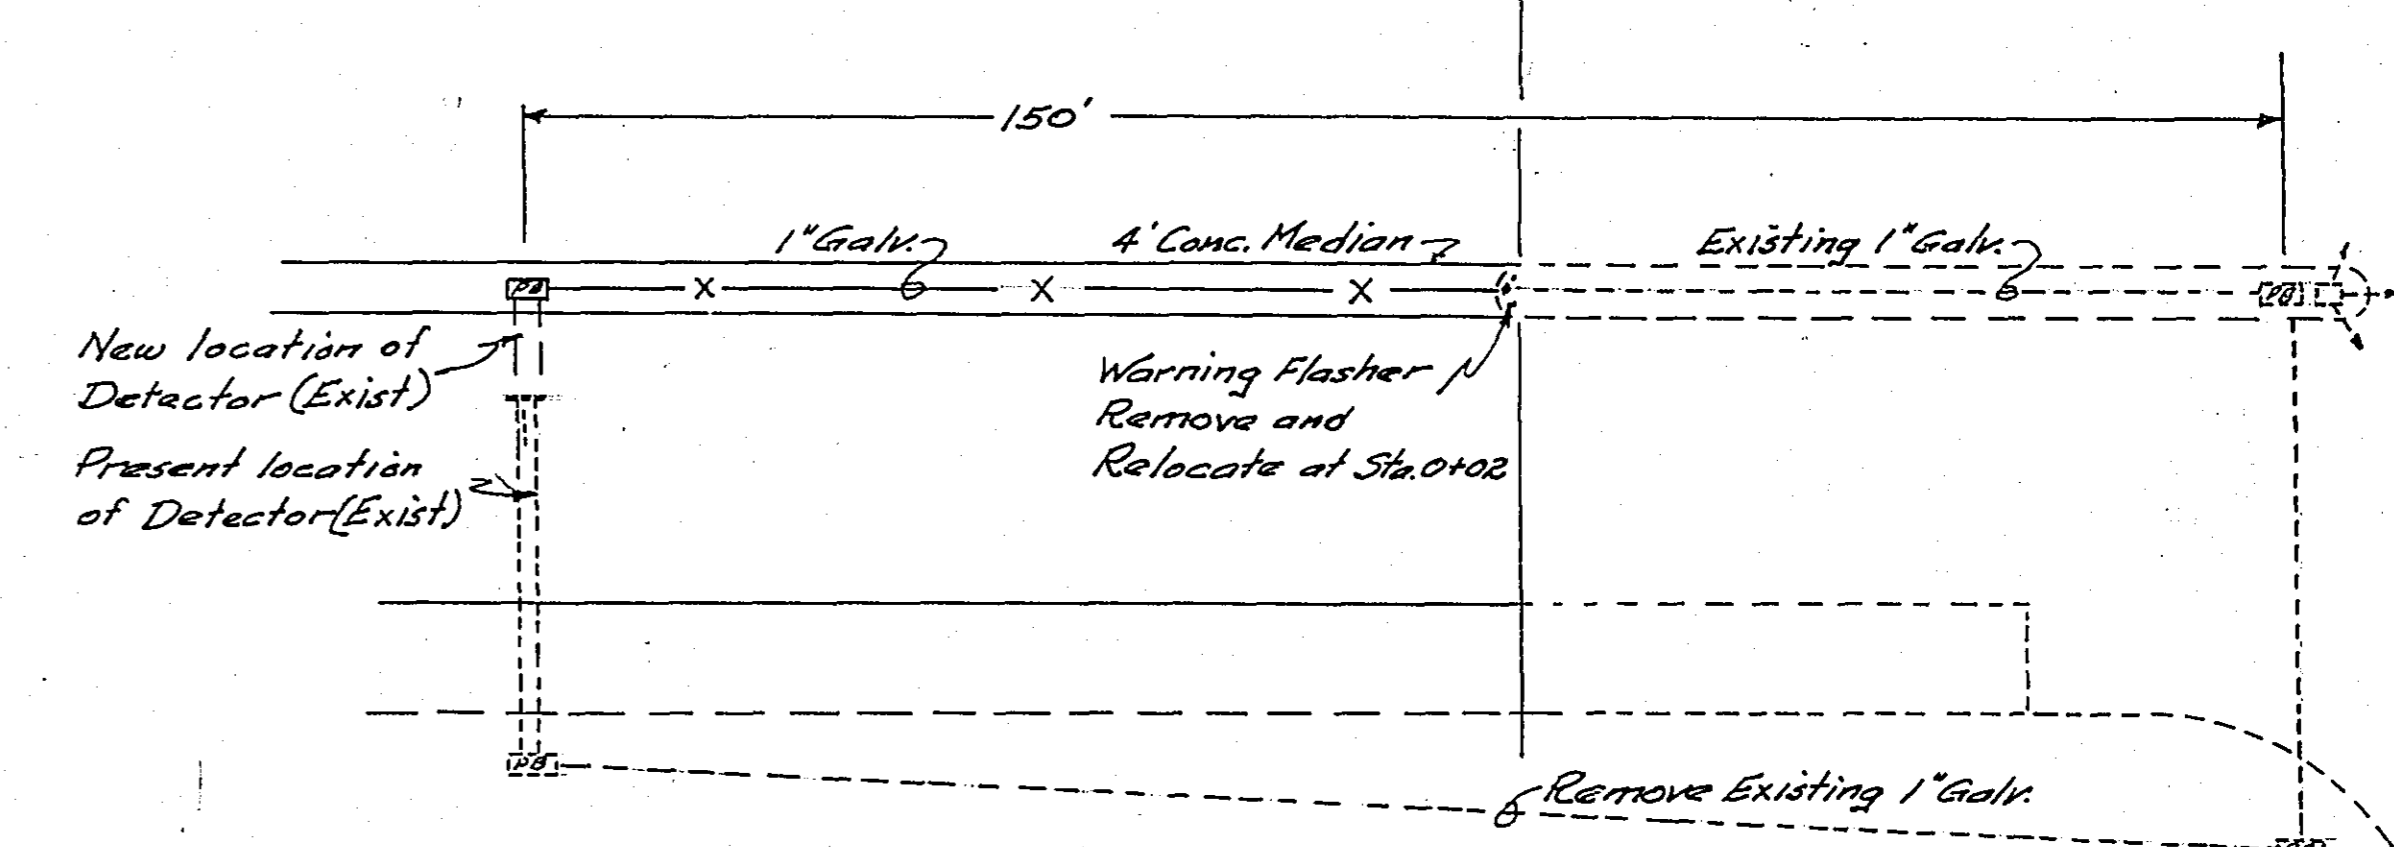 150'
1" Galv.
4' Conc. Median
Existing 1" Galv.
X
X
X
PB
PB
New location of
Detector (Exist)
Warning Flasher
Remove and
Relocate at Sta. 0+02
Present location
of Detector (Exist)
PB
Remove Existing 1" Galv.